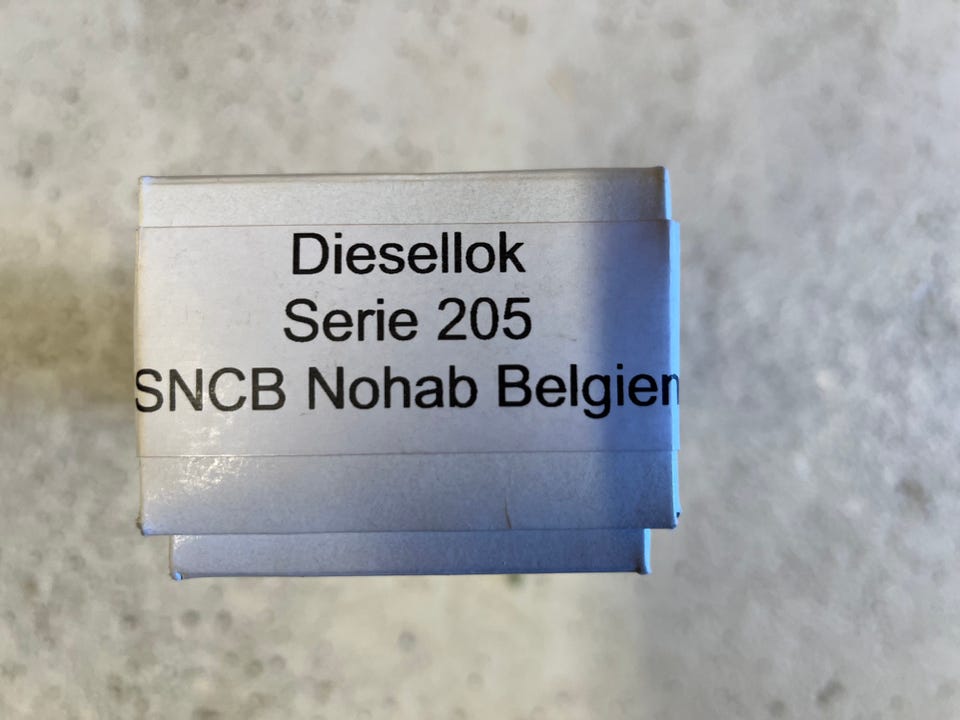 Diesellok
Serie 205
SNCB Nohab Belgien